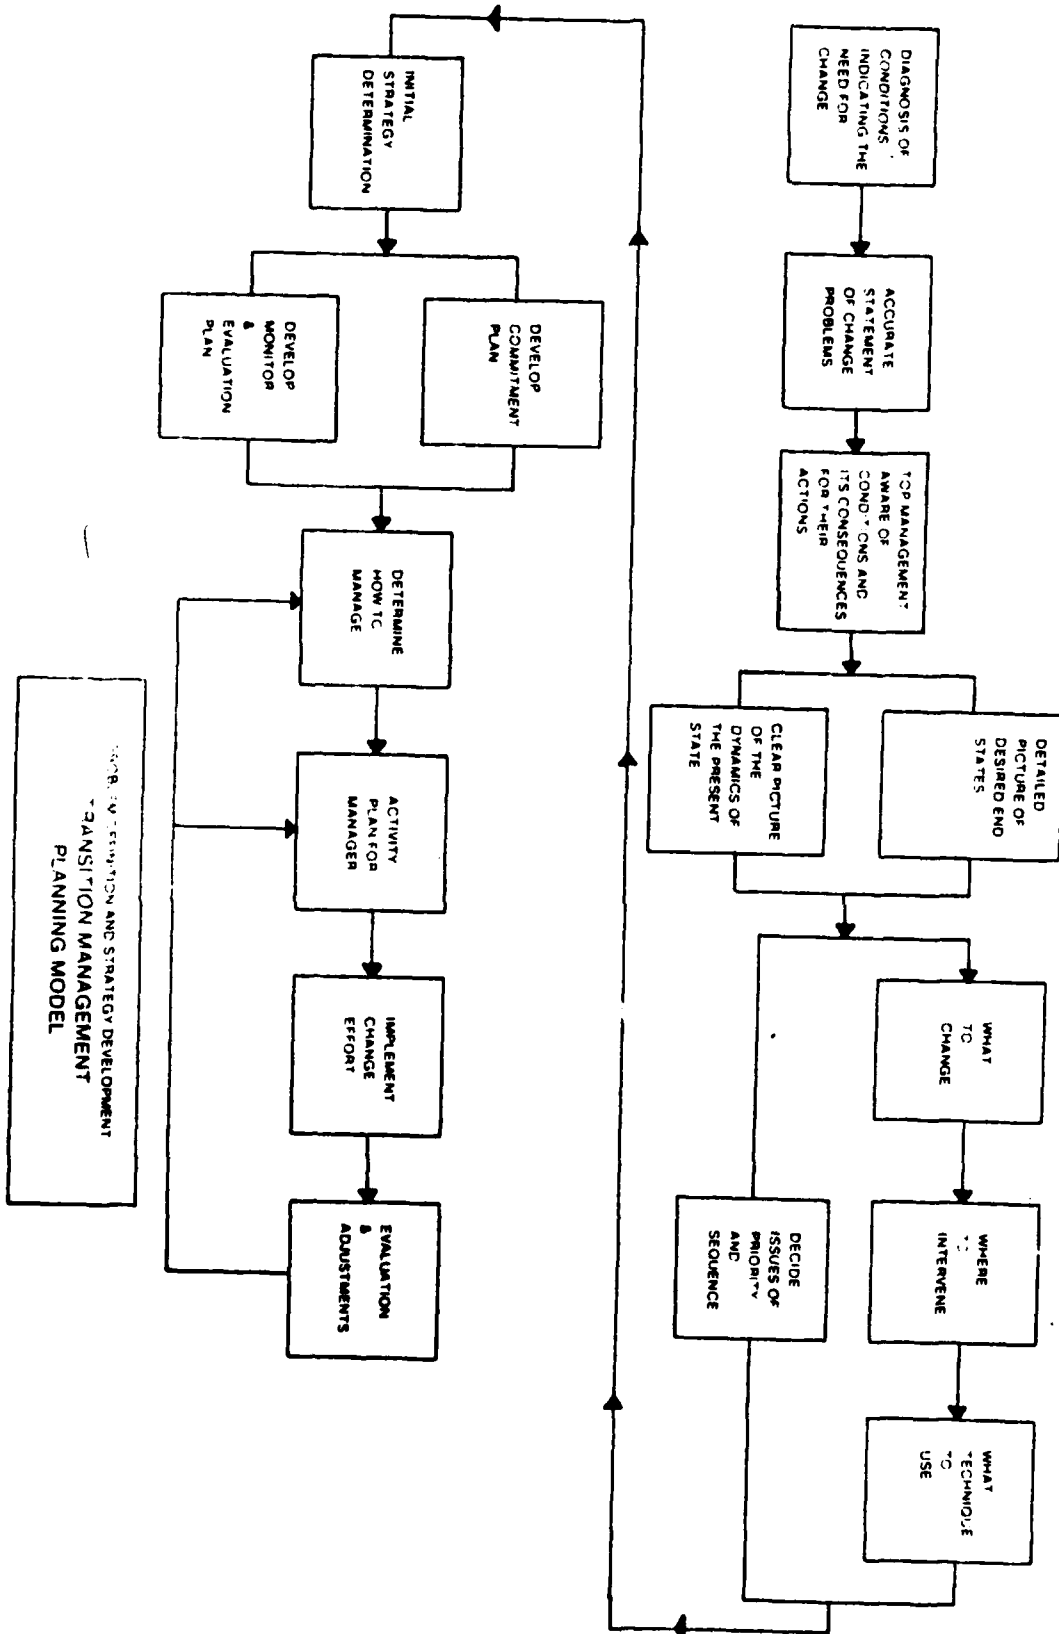 DIAGNOSIS OF
CONDITIONS
INDICATING THE
NEED FOR
CHANGE
ACCURATE
STATEMENT
OF CHANGE
PROBLEMS
TOP MANAGEMENT
AWARE OF
CONDITIONS AND
ITS CONSEQUENCES
FOR THEIR
ACTIONS
DETAILED
PICTURE OF
DESIRED END
STATES
CLEAR PICTURE
OF THE
DYNAMICS OF
THE PRESENT
STATE
WHAT
TO
CHANGE
WHERE
TO
INTERVENE
WHAT
TECHNIQUE
TO
USE
DECIDE
ISSUES OF
PRIORITY
AND
SEQUENCE
INITIAL
STRATEGY
DETERMINATION
DEVELOP
COMMITMENT
PLAN
DEVELOP
MONITOR
&
EVALUATION
PLAN
DETERMINE
HOW TO
MANAGE
ACTIVITY
PLAN FOR
MANAGER
IMPLEMENT
CHANGE
EFFORT
EVALUATION
&
ADJUSTMENTS
AND STRATEGY DEVELOPMENT
TRANSITION MANAGEMENT
PLANNING MODEL